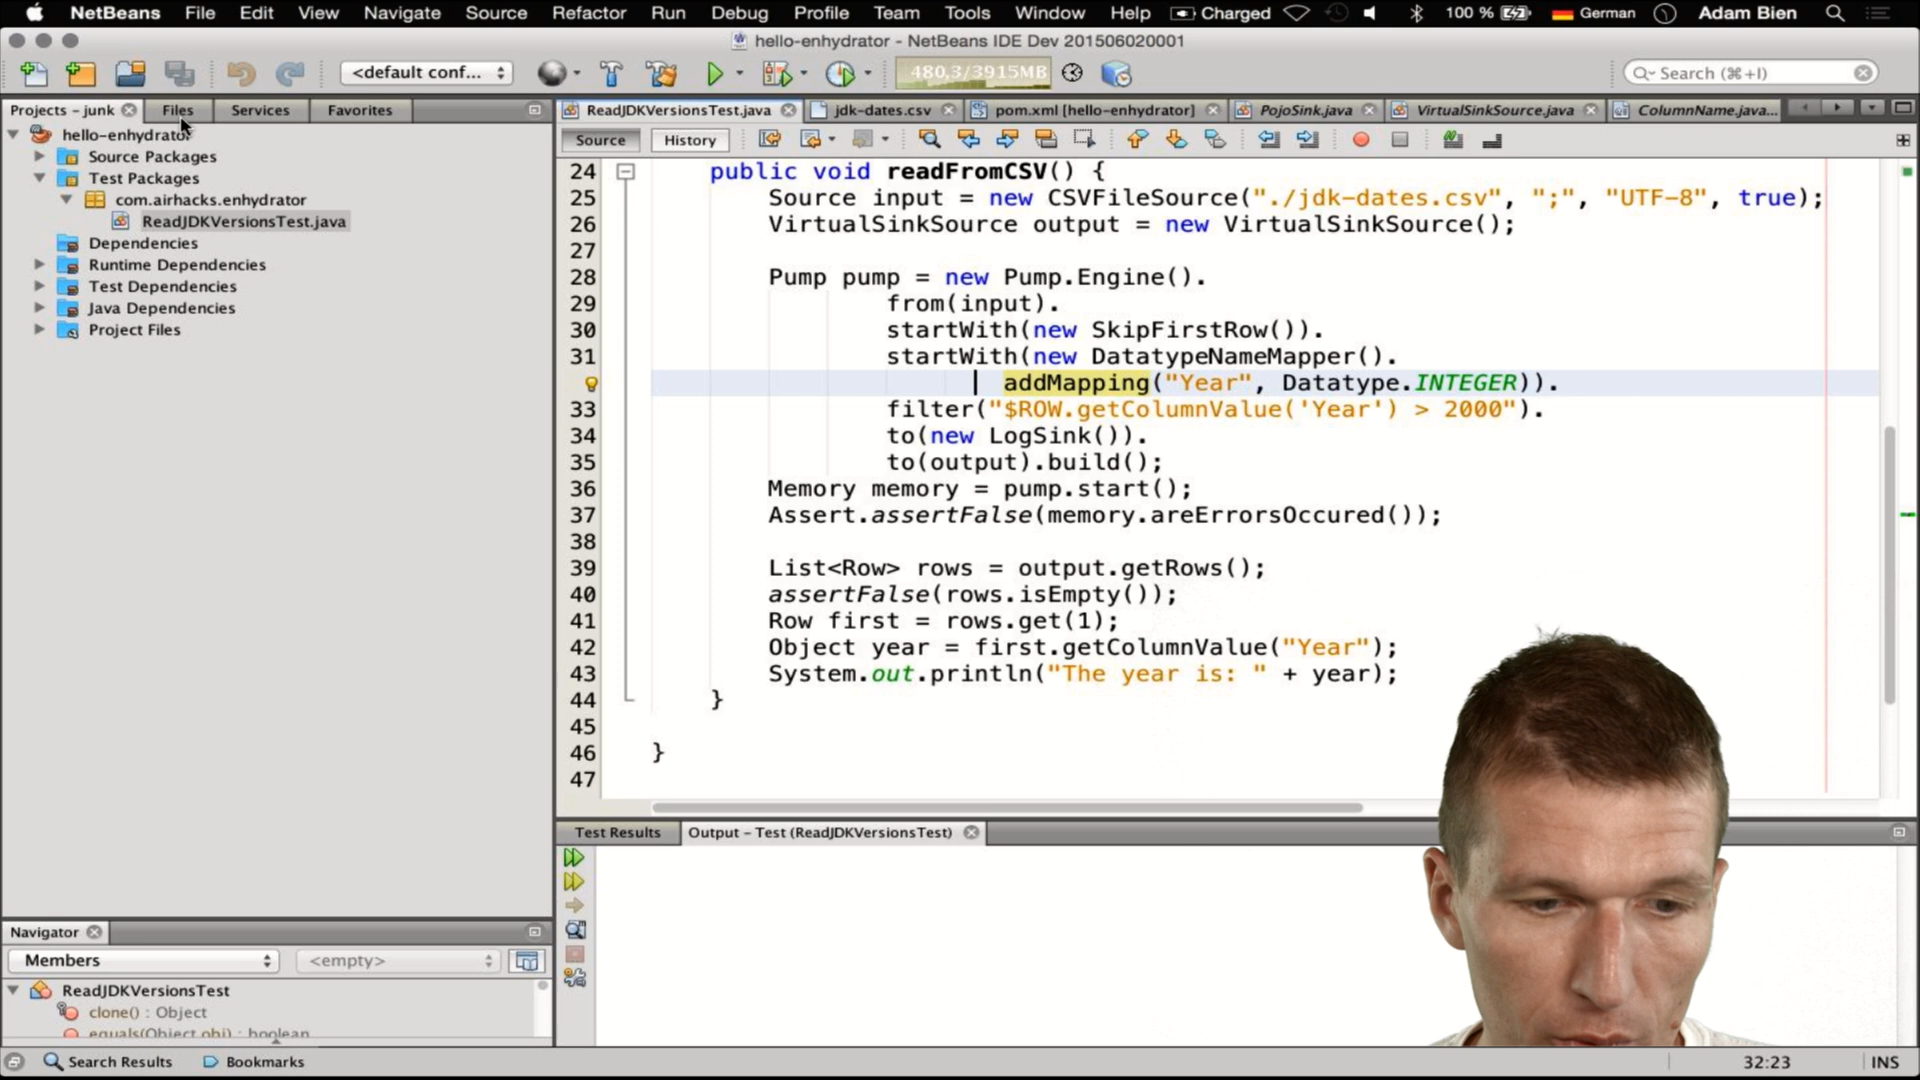 NetBeans File Edit View Navigate Source Refactor Run Debug Profile Team Tools Window Help Charged 100 % German Adam Bien
hello-enhydrator - NetBeans IDE Dev 201506020001
<default conf... 480,3/3915MB Search (⌘+I)
Projects – junk Files Services Favorites
ReadJDKVersionsTest.java jdk-dates.csv pom.xml [hello-enhydrator] PojoSink.java VirtualSinkSource.java ColumnName.java...
Source History
hello-enhydrator
Source Packages
Test Packages
com.airhacks.enhydrator
ReadJDKVersionsTest.java
Dependencies
Runtime Dependencies
Test Dependencies
Java Dependencies
Project Files
24 public void readFromCSV() {
25 Source input = new CSVFileSource("./jdk-dates.csv", ";", "UTF-8", true);
26 VirtualSinkSource output = new VirtualSinkSource();
27
28 Pump pump = new Pump.Engine().
29 from(input).
30 startWith(new SkipFirstRow()).
31 startWith(new DatatypeNameMapper().
addMapping("Year", Datatype.INTEGER)).
33 filter("$ROW.getColumnValue('Year') > 2000").
34 to(new LogSink()).
35 to(output).build();
36 Memory memory = pump.start();
37 Assert.assertFalse(memory.areErrorsOccured());
38
39 List<Row> rows = output.getRows();
40 assertFalse(rows.isEmpty());
41 Row first = rows.get(1);
42 Object year = first.getColumnValue("Year");
43 System.out.println("The year is: " + year);
44 }
45
46 }
47
Test Results Output – Test (ReadJDKVersionsTest)
Navigator
Members <empty>
ReadJDKVersionsTest
clone() : Object
equals(Object obj) : boolean
Search Results Bookmarks 32:23 INS